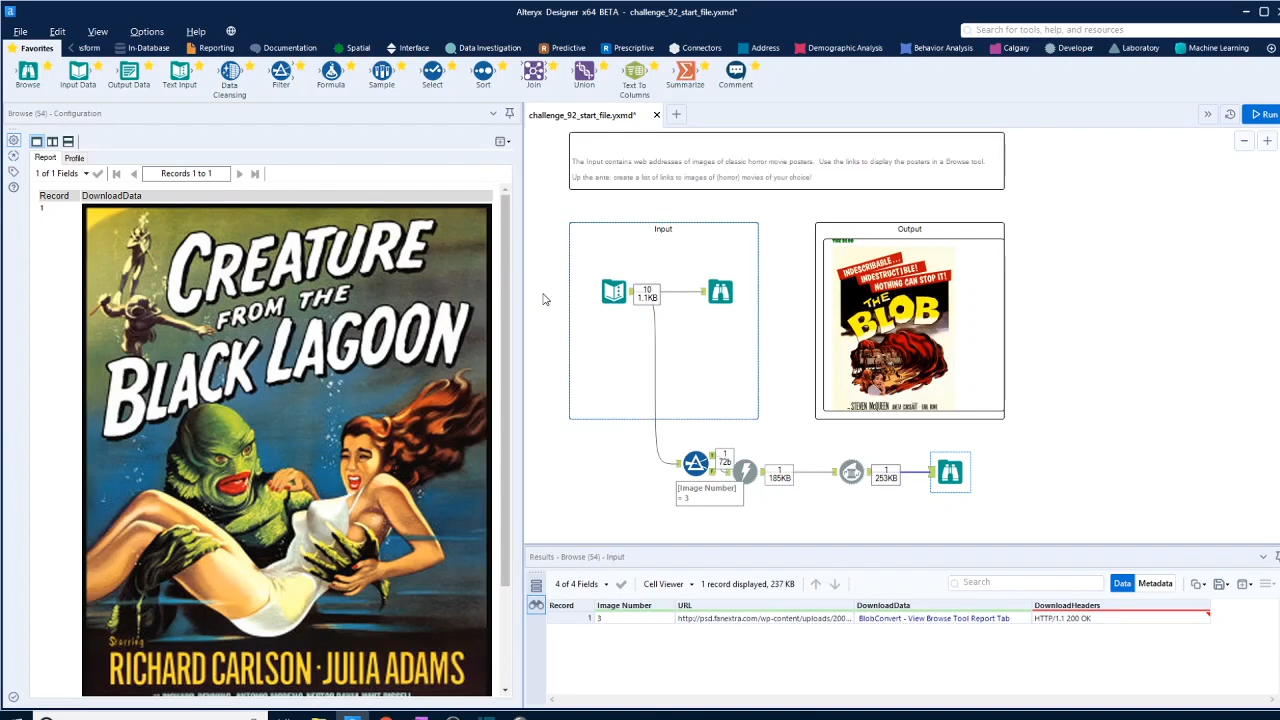 Alteryx Designer x64 BETA - challenge_92_start_file.yxmd*
File Edit View Options Help
Search for tools, help, and resources
Favorites isform In-Database Reporting Documentation Spatial Interface Data Investigation Predictive Prescriptive Connectors Address Demographic Analysis Behavior Analysis Calgary Developer Laboratory Machine Learning
Browse Input Data Output Data Text Input Data Cleansing Filter Formula Sample Select Sort Join Union Text To Columns Summarize Comment
Browse (54) - Configuration
challenge_92_start_file.yxmd*
Run
Report Profile
1 of 1 Fields
Records 1 to 1
Record DownloadData
1
CREATURE
FROM THE
BLACK LAGOON
Starring
RICHARD CARLSON · JULIA ADAMS
The Input contains web addresses of images of classic horror movie posters. Use the links to display the posters in a Browse tool.
Up the ante: create a list of links to images of (horror) movies of your choice!
Input
10
1.1KB
Output
THE BLOB
INDESCRIBABLE...
INDESTRUCTIBLE!
NOTHING CAN STOP IT!
THE
BLOB
STEVEN McQUEEN
1
72b
[Image Number]
= 3
1
185KB
1
253KB
Results - Browse (54) - Input
4 of 4 Fields Cell Viewer 1 record displayed, 237 KB Search Data Metadata
Record Image Number URL DownloadData DownloadHeaders
1 3 http://psd.fanextra.com/wp-content/uploads/200... BlobConvert - View Browse Tool Report Tab HTTP/1.1 200 OK